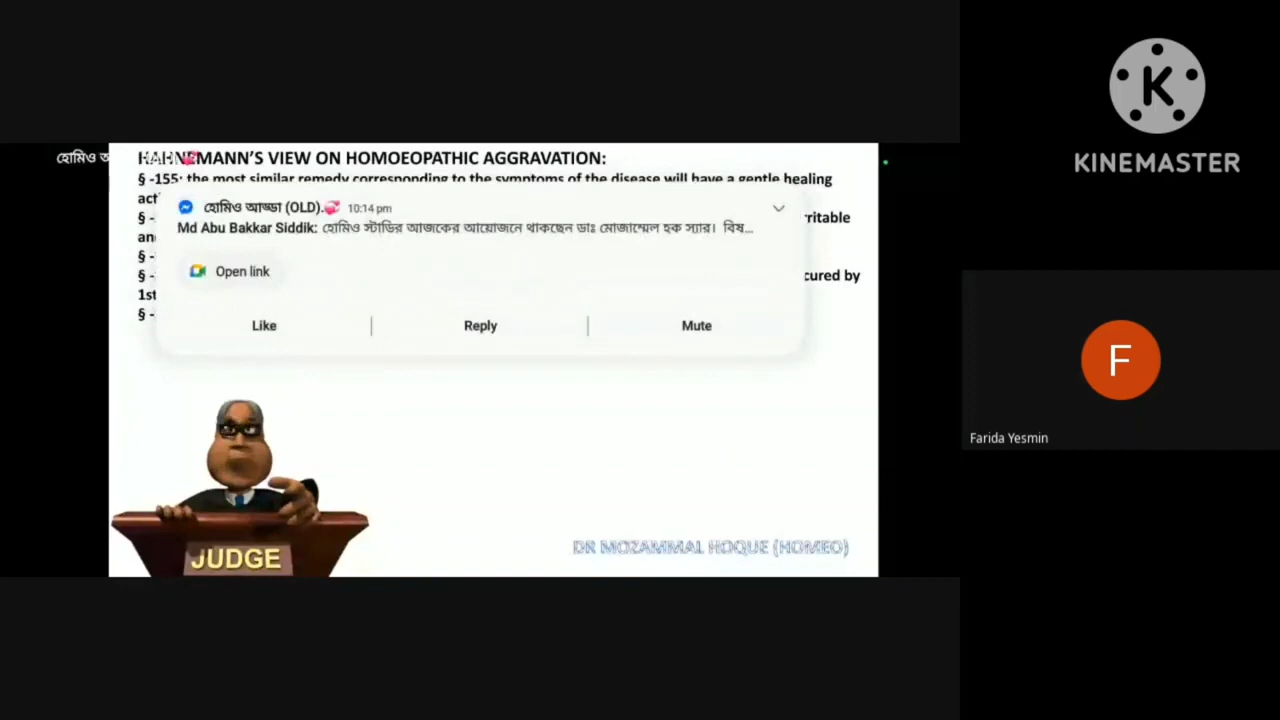 হোমিও অ
HAHNEMANN'S VIEW ON HOMOEOPATHIC AGGRAVATION:
§ -155: the most similar remedy corresponding to the symptoms of the disease will have a gentle healing
হোমিও আড্ডা (OLD).💞 10:14 pm
rritable
Md Abu Bakkar Siddik: হোমিও স্টাডির আজকের আয়োজনে থাকছেন ডাঃ মোজাম্মেল হক স্যার। বিষ...
an
§ -
§ -
cured by
Open link
1st
§ -
Like
Reply
Mute
JUDGE
DR MOZAMMAL HOQUE (HOMEO)
K
KINEMASTER
F
Farida Yesmin